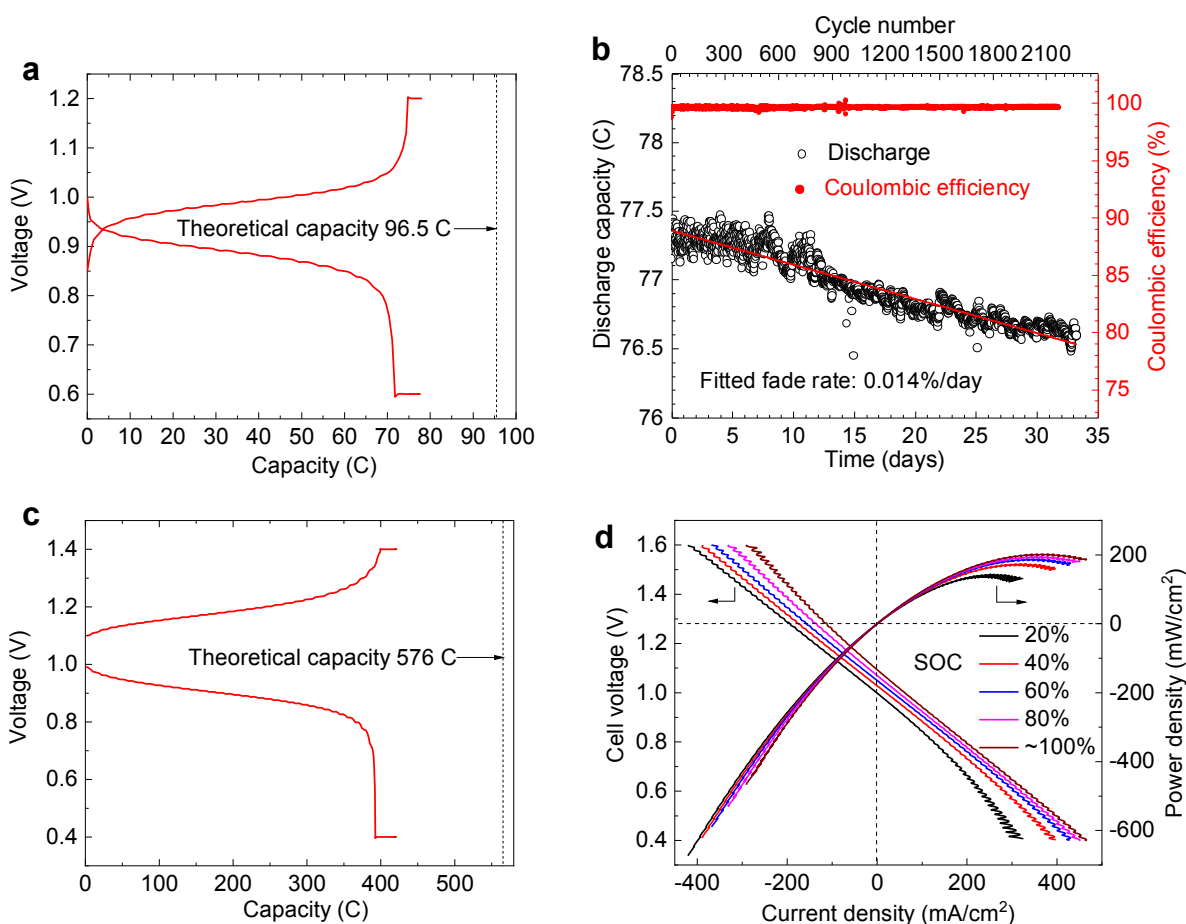 a
1.2
1.1
1.0
0.9
0.8
0.7
0.6
Voltage (V)
Theoretical capacity 96.5 C
0 10 20 30 40 50 60 70 80 90 100
Capacity (C)
b
Cycle number
0 300 600 900 1200 1500 1800 2100
78.5
78
77.5
77
76.5
76
Discharge capacity (C)
100
95
90
85
80
75
Coulombic efficiency (%)
Discharge
Coulombic efficiency
Fitted fade rate: 0.014%/day
0 5 10 15 20 25 30 35
Time (days)
c
1.4
1.2
1.0
0.8
0.6
0.4
Voltage (V)
Theoretical capacity 576 C
0 100 200 300 400 500
Capacity (C)
d
1.6
1.4
1.2
1.0
0.8
0.6
0.4
Cell voltage (V)
200
0
-200
-400
-600
Power density (mW/cm²)
SOC
20%
40%
60%
80%
~100%
-400 -200 0 200 400
Current density (mA/cm²)